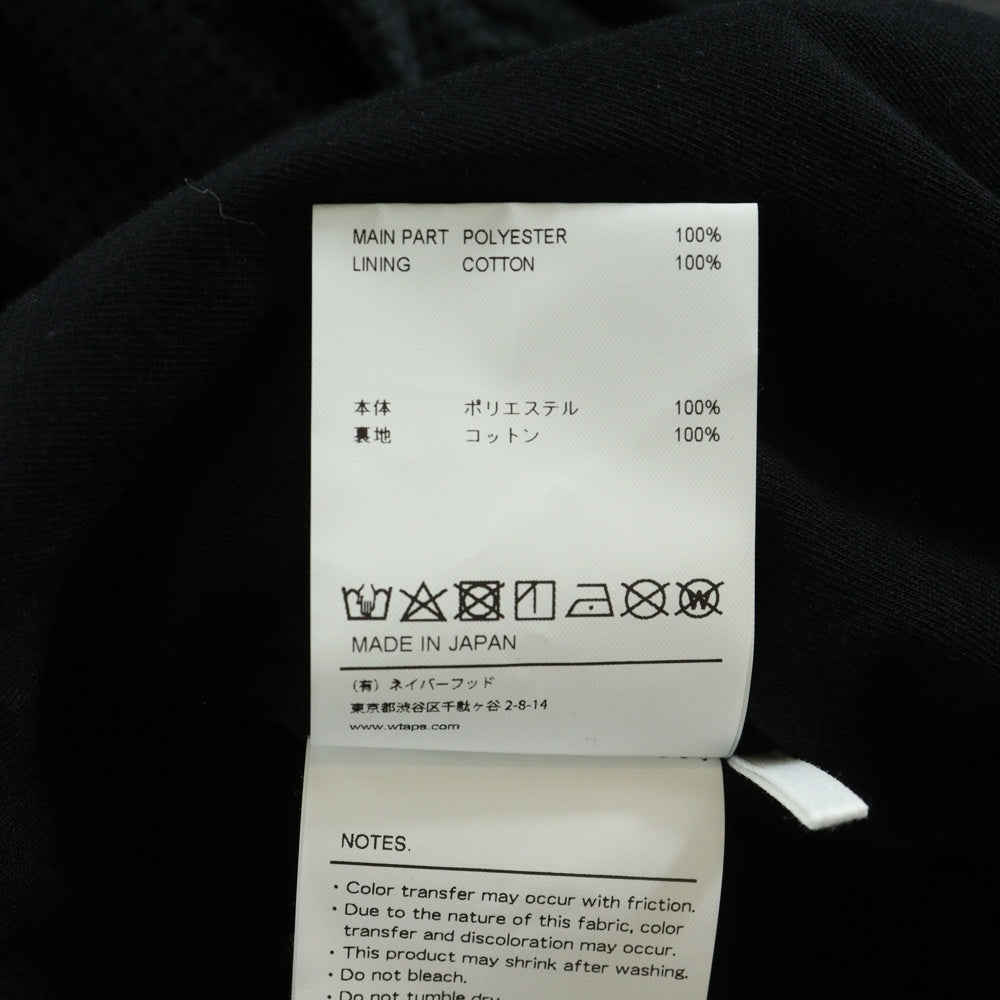 MAIN PART POLYESTER 100%
LINING COTTON 100%
本体 ポリエステル 100%
裏地 コットン 100%
W
MADE IN JAPAN
(有) ネイバーフッド
東京都渋谷区千駄ヶ谷 2-8-14
www.wtaps.com
NOTES.
・Color transfer may occur with friction.
・Due to the nature of this fabric, color
transfer and discoloration may occur.
・This product may shrink after washing.
・Do not bleach.
・Do not tumble dry